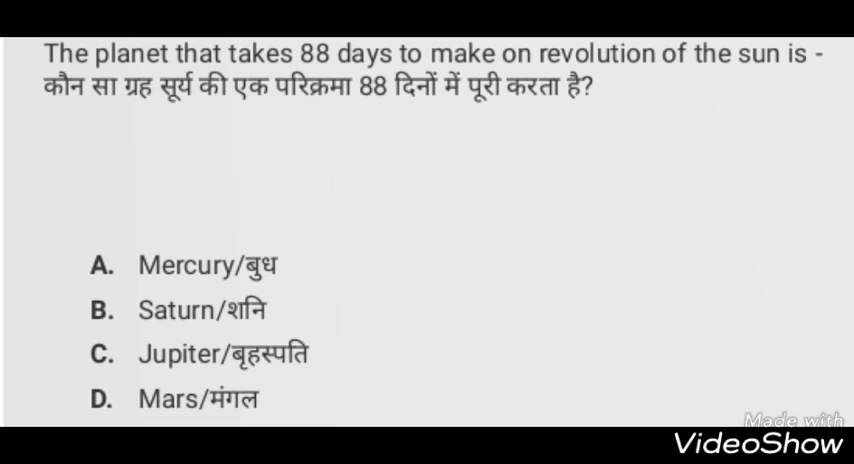 The planet that takes 88 days to make on revolution of the sun is -
कौन सा ग्रह सूर्य की एक परिक्रमा 88 दिनों में पूरी करता है?
A. Mercury/बुध
B. Saturn/शनि
C. Jupiter/बृहस्पति
D. Mars/मंगल
Made with
VideoShow